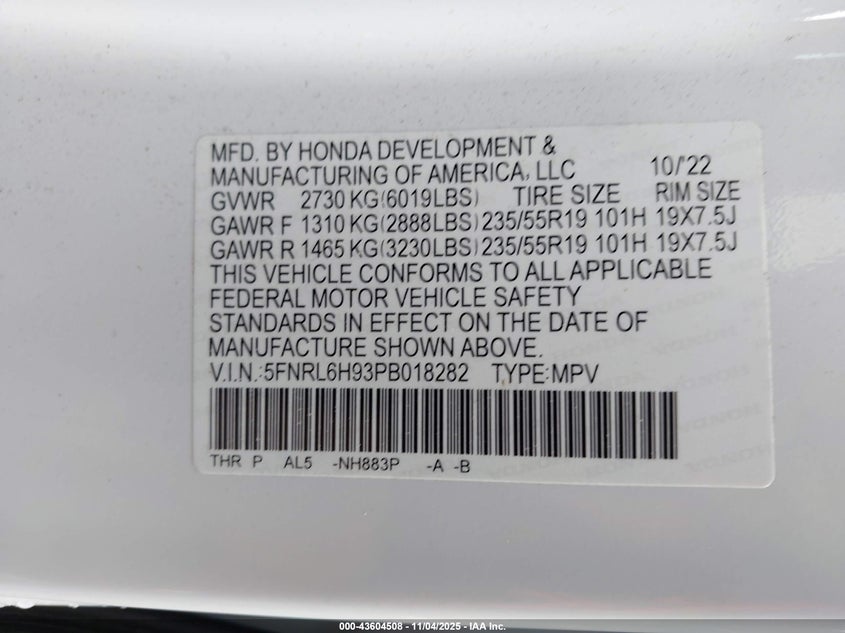 MFD. BY HONDA DEVELOPMENT &
MANUFACTURING OF AMERICA, LLC 10/'22
GVWR 2730 KG(6019LBS) TIRE SIZE RIM SIZE
GAWR F 1310 KG(2888LBS) 235/55R19 101H 19X7.5J
GAWR R 1465 KG(3230LBS) 235/55R19 101H 19X7.5J
THIS VEHICLE CONFORMS TO ALL APPLICABLE
FEDERAL MOTOR VEHICLE SAFETY
STANDARDS IN EFFECT ON THE DATE OF
MANUFACTURE SHOWN ABOVE.
V.I.N.:5FNRL6H93PB018282 TYPE:MPV
THR P AL5 -NH883P -A -B
000-43604508 - 11/04/2025 - IAA Inc.